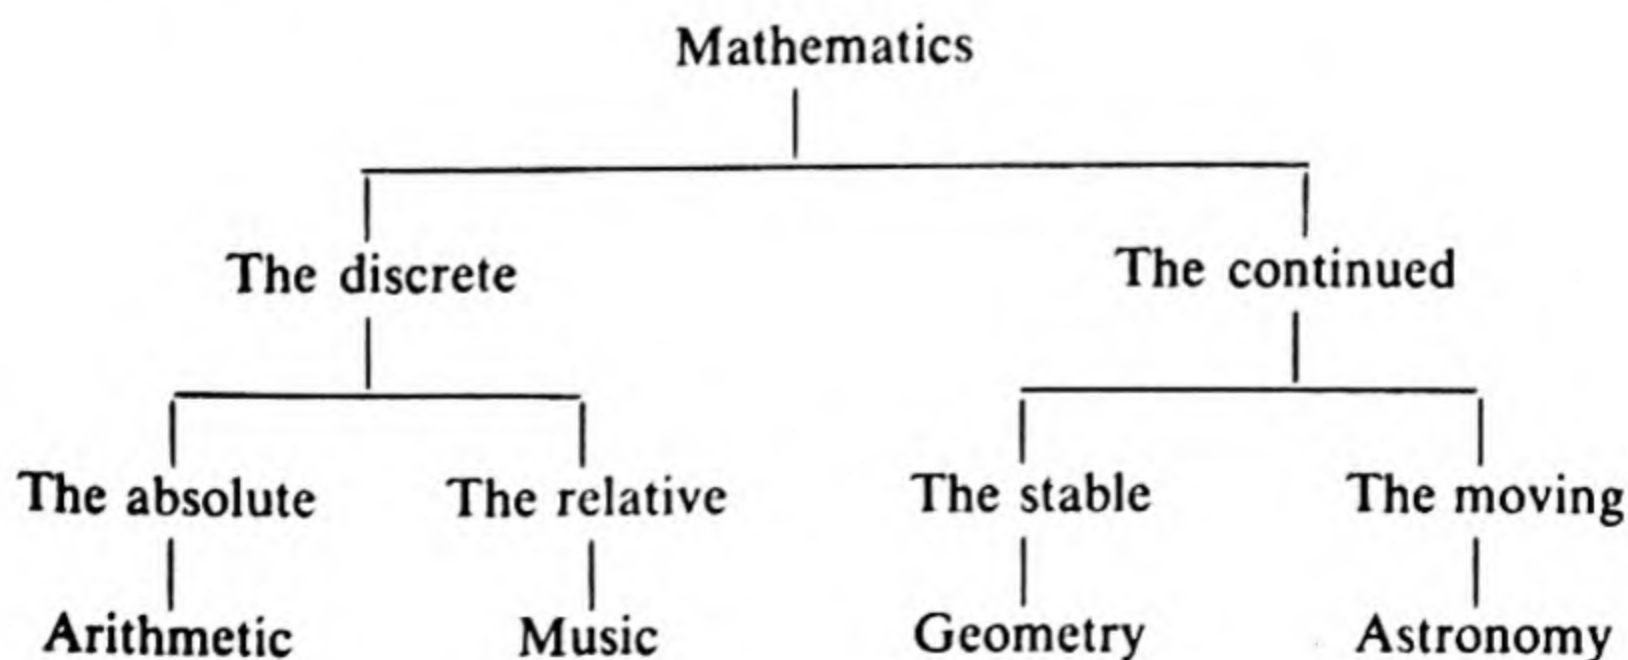 Mathematics
The discrete The continued
The absolute The relative The stable The moving
Arithmetic Music Geometry Astronomy